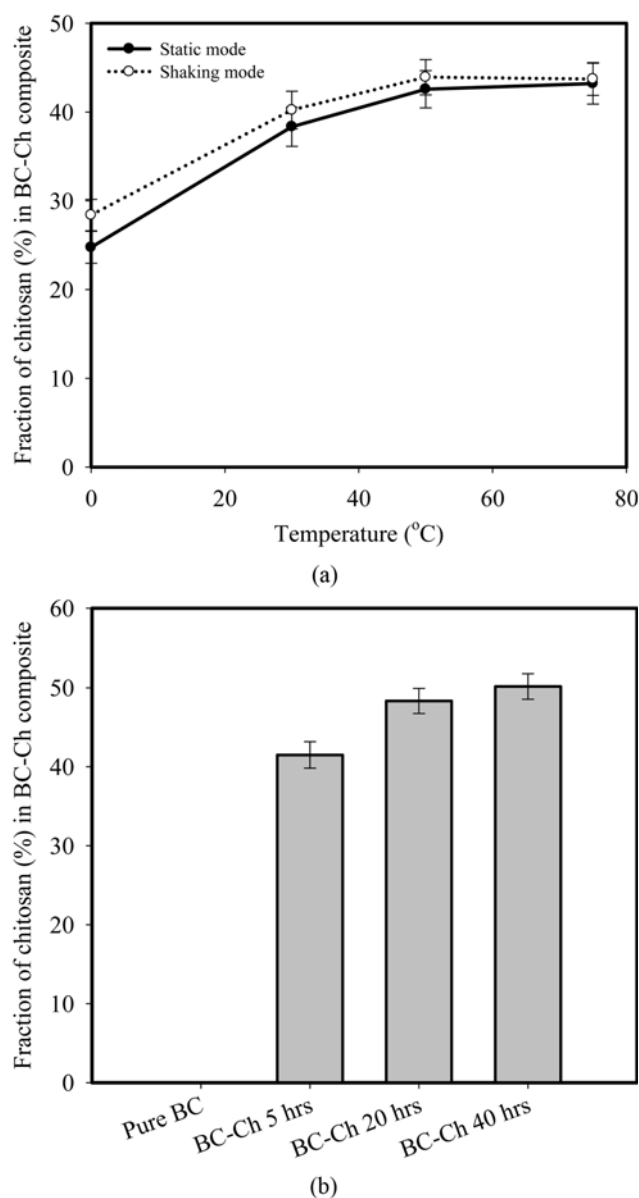 50
40
30
20
10
0
Fraction of chitosan (%) in BC-Ch composite
Static mode
Shaking mode
0 20 40 60 80
Temperature (°C)
(a)
60
50
40
30
20
10
0
Fraction of chitosan (%) in BC-Ch composite
Pure BC
BC-Ch 5 hrs
BC-Ch 20 hrs
BC-Ch 40 hrs
(b)